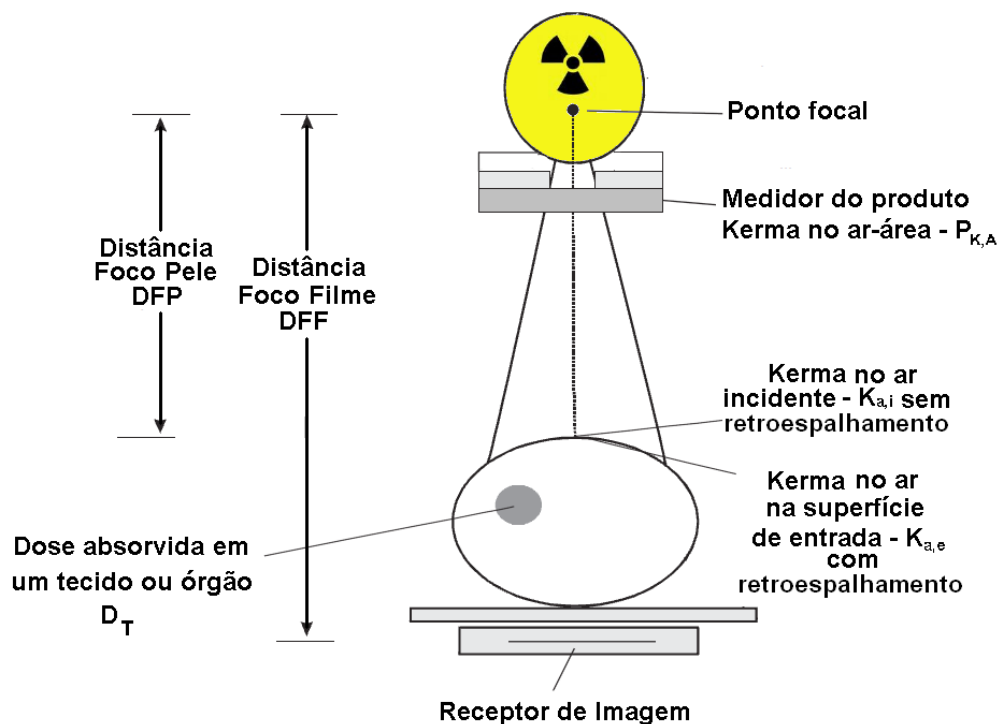 Ponto focal
Medidor do produto
Kerma no ar-área - P K,A
Distância
Foco Pele
DFP
Distância
Foco Filme
DFF
Kerma no ar
incidente - Ka,i sem
retroespalhamento
Kerma no ar
na superfície
de entrada - Ka,e
com
retroespalhamento
Dose absorvida em
um tecido ou órgão
D T
Receptor de Imagem